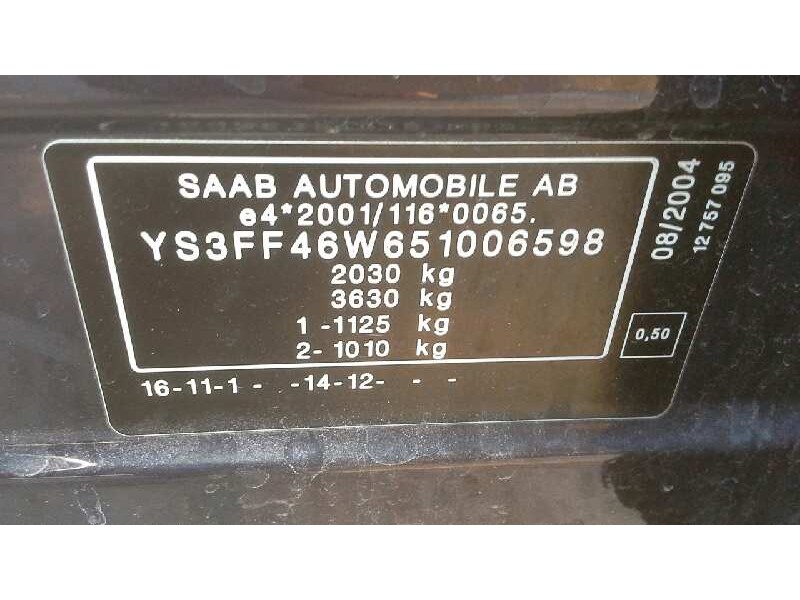 SAAB AUTOMOBILE AB
e4*2001/116*0065.
YS3FF46W651006598
2030 kg
3630 kg
1 -1125 kg
2- 1010 kg
16-11-1 - -14-12- - -
08/2004
12 757 095
0,50